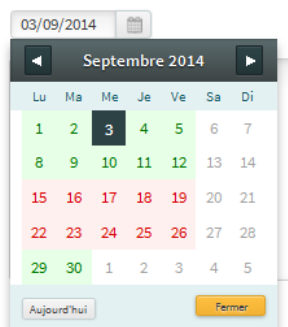 03/09/2014
Septembre 2014
Lu Ma Me Je Ve Sa Di
1 2 3 4 5 6 7
8 9 10 11 12 13 14
15 16 17 18 19 20 21
22 23 24 25 26 27 28
29 30 1 2 3 4 5
Aujourd'hui Fermer